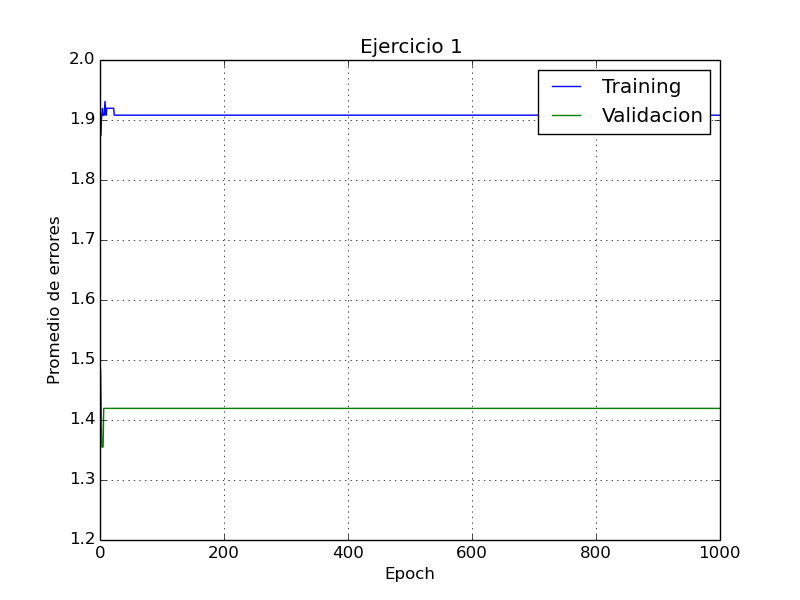 Ejercicio 1
Training
Validacion
Promedio de errores
2.0
1.9
1.8
1.7
1.6
1.5
1.4
1.3
1.2
0 200 400 600 800 1000
Epoch